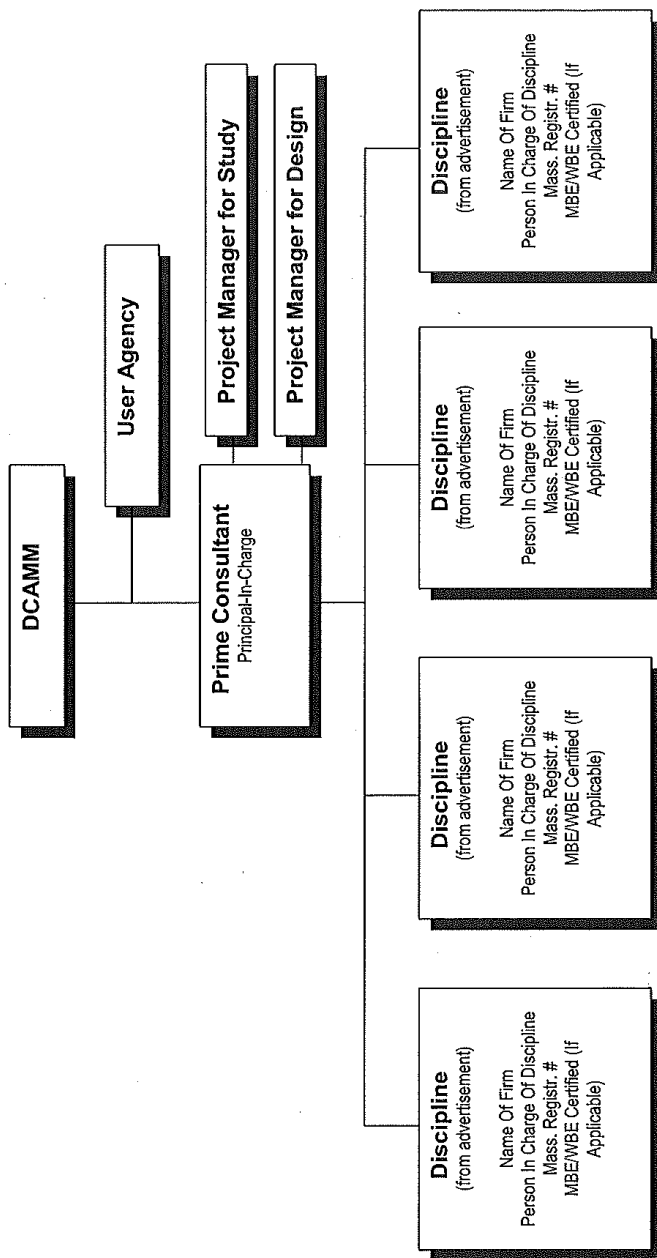 DCAMM
User Agency
Prime Consultant
Principal-In-Charge
Project Manager for Study
Project Manager for Design
Discipline
(from advertisement)
Name Of Firm
Person In Charge Of Discipline
Mass. Registr. #
MBE/WBE Certified (If
Applicable)
Discipline
(from advertisement)
Name Of Firm
Person In Charge Of Discipline
Mass. Registr. #
MBE/WBE Certified (If
Applicable)
Discipline
(from advertisement)
Name Of Firm
Person In Charge Of Discipline
Mass. Registr. #
MBE/WBE Certified (If
Applicable)
Discipline
(from advertisement)
Name Of Firm
Person In Charge Of Discipline
Mass. Registr. #
MBE/WBE Certified (If
Applicable)